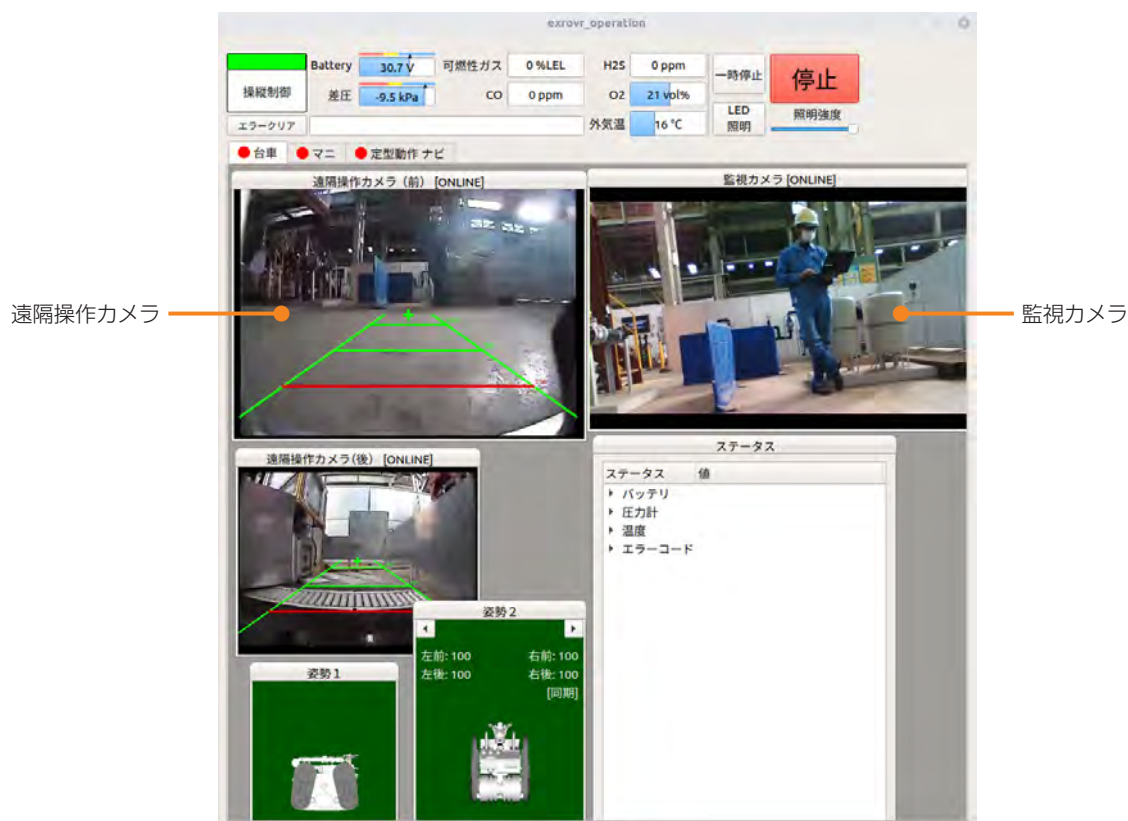 exrovr_operation
Battery 30.7 V 可燃性ガス 0 %LEL H2S 0 ppm 一時停止 停止
操縦制御 差圧 -9.5 kPa CO 0 ppm O2 21 vol%
LED 照明 照明強度
エラークリア 外気温 16 °C
台車 マニ 定型動作 ナビ
遠隔操作カメラ（前） [ONLINE]
監視カメラ [ONLINE]
遠隔操作カメラ
監視カメラ
遠隔操作カメラ(後） [ONLINE]
ステータス
ステータス 値
バッテリ
圧力計
温度
エラーコード
姿勢２
左前: 100 右前: 100
左後: 100 右後: 100
[同期]
姿勢１